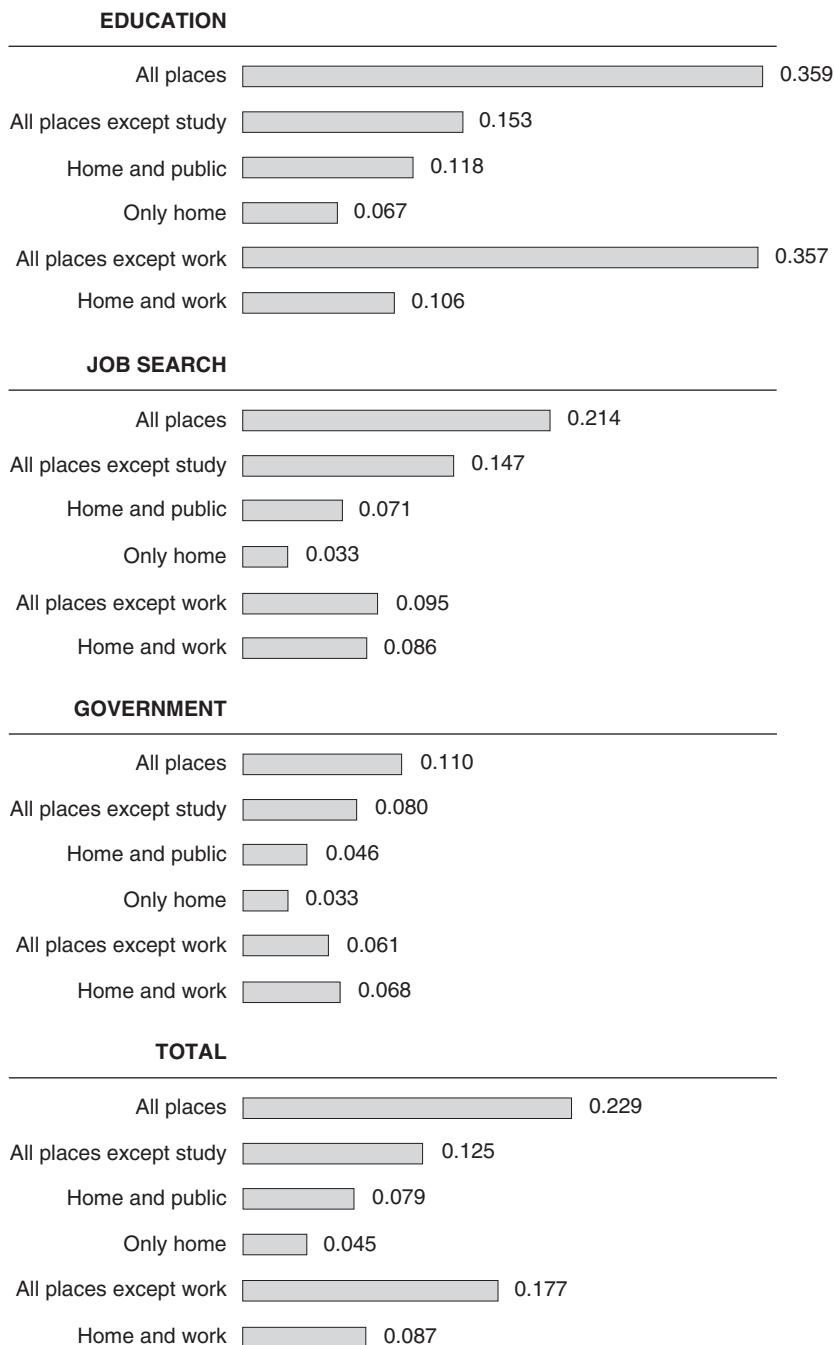 EDUCATION
All places 0.359
All places except study 0.153
Home and public 0.118
Only home 0.067
All places except work 0.357
Home and work 0.106
JOB SEARCH
All places 0.214
All places except study 0.147
Home and public 0.071
Only home 0.033
All places except work 0.095
Home and work 0.086
GOVERNMENT
All places 0.110
All places except study 0.080
Home and public 0.046
Only home 0.033
All places except work 0.061
Home and work 0.068
TOTAL
All places 0.229
All places except study 0.125
Home and public 0.079
Only home 0.045
All places except work 0.177
Home and work 0.087